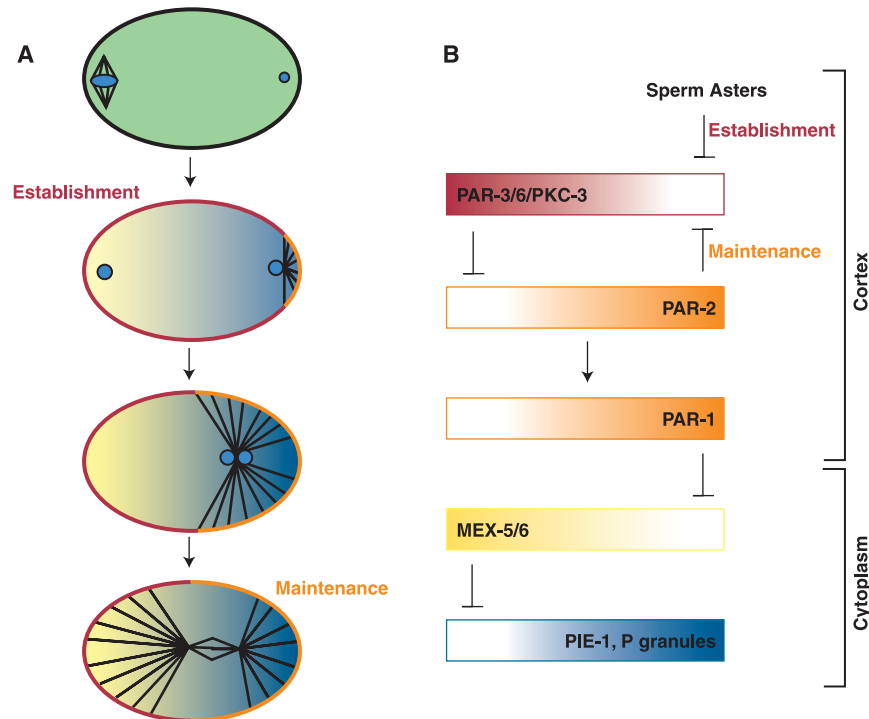 A
Establishment
Maintenance
B
Sperm Asters
Establishment
PAR-3/6/PKC-3
Maintenance
PAR-2
PAR-1
MEX-5/6
PIE-1, P granules
Cortex
Cytoplasm